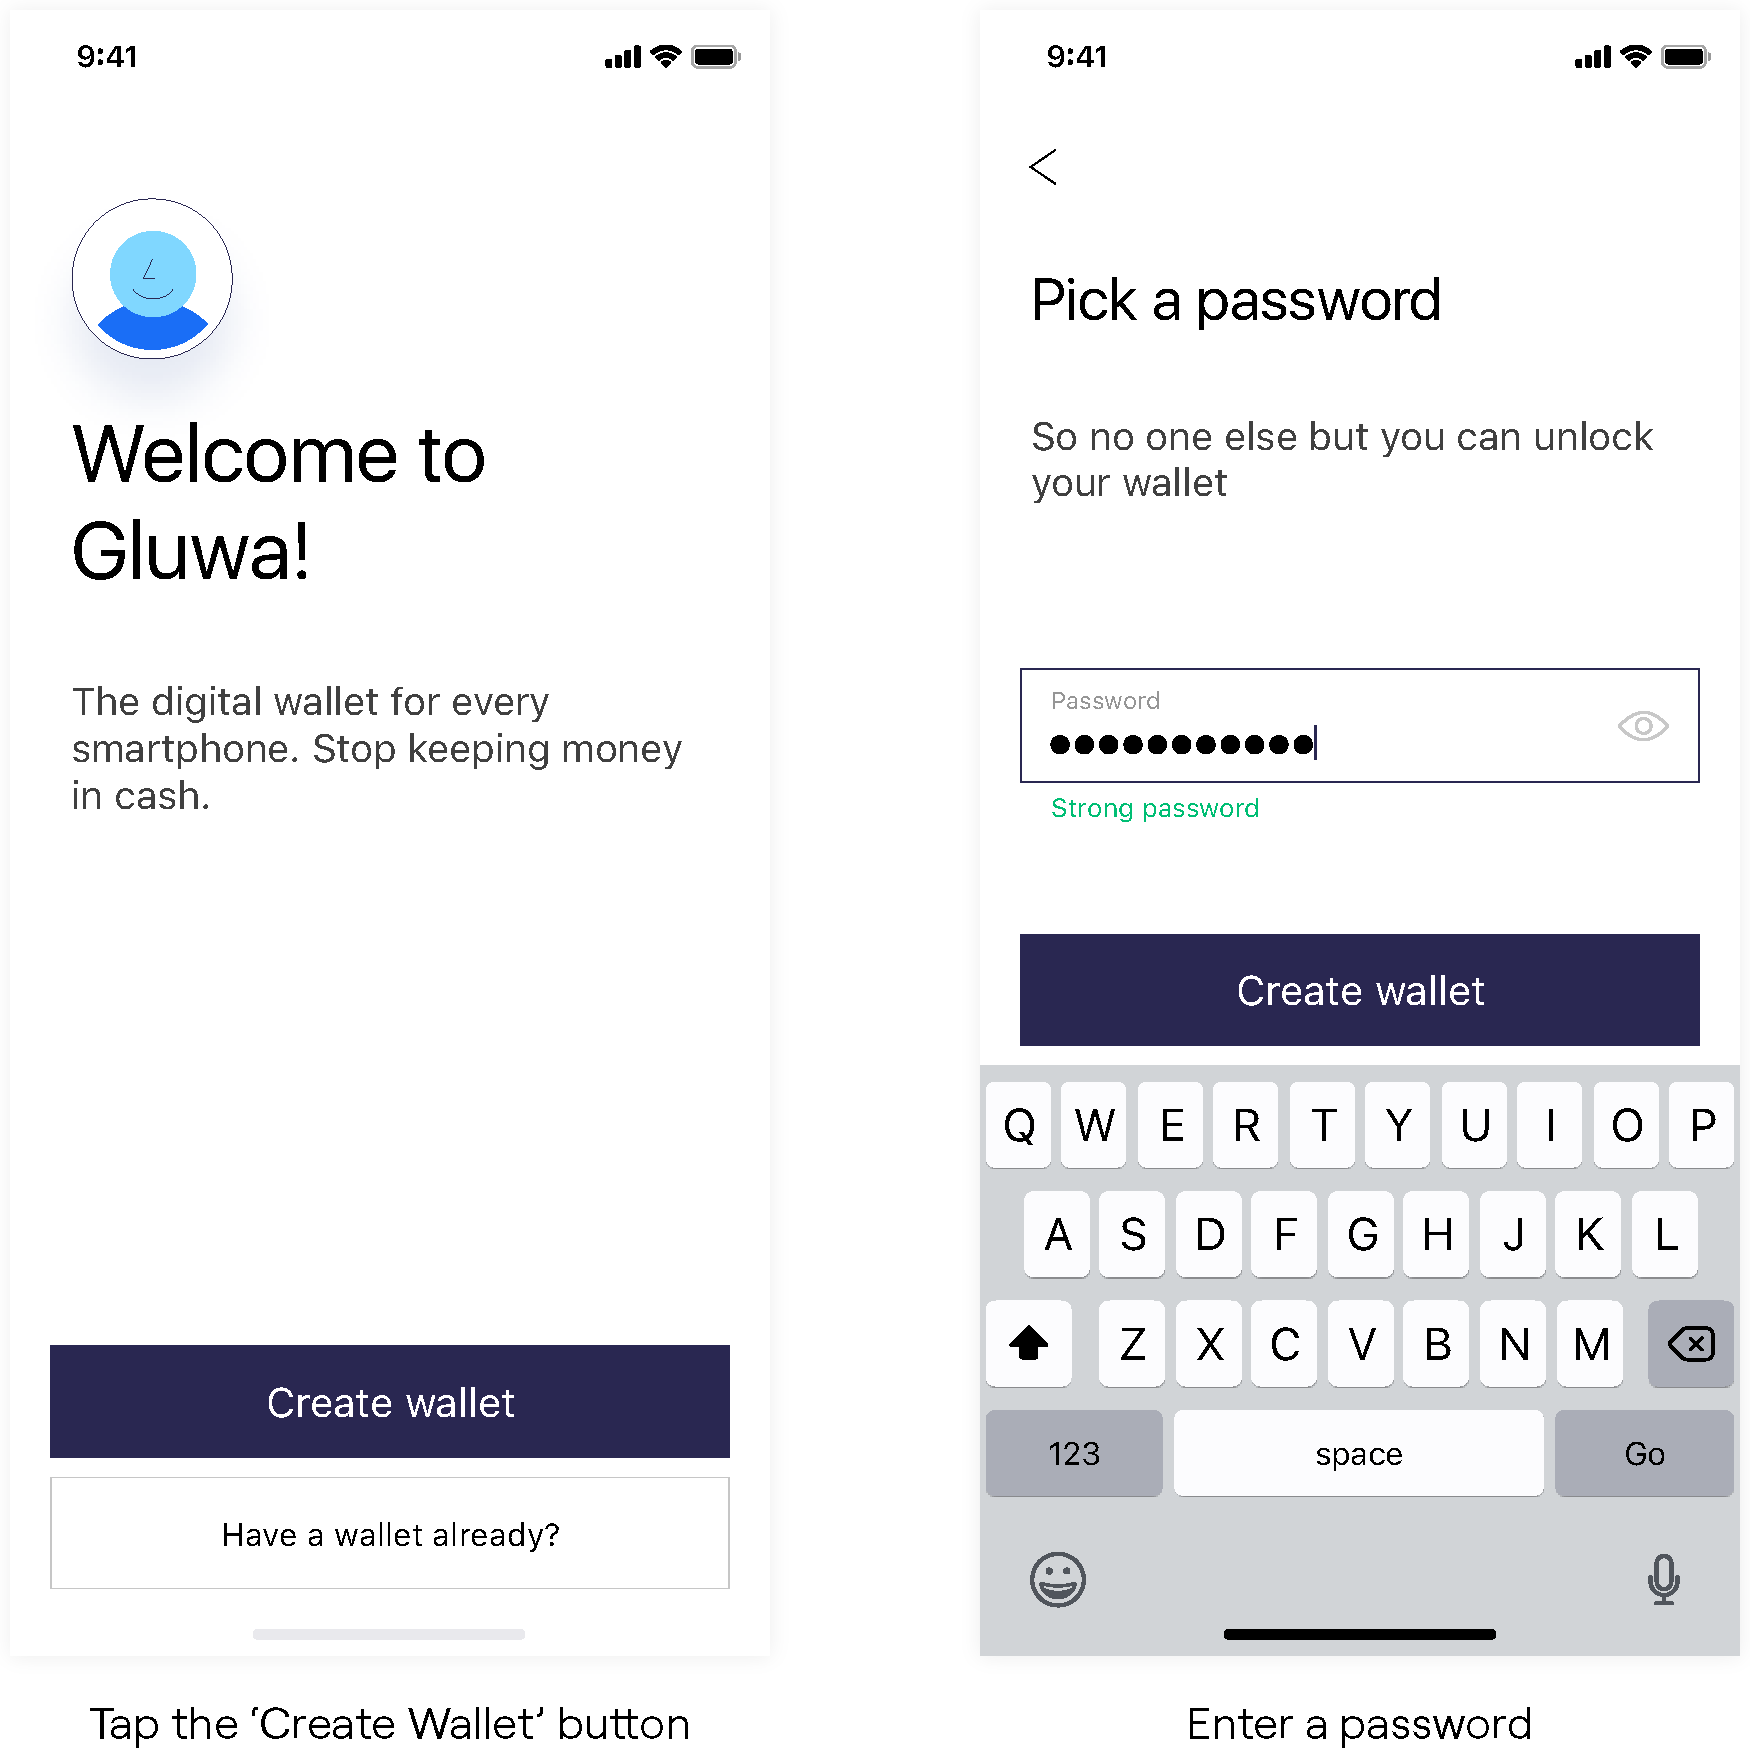 9:41
Welcome to
Gluwa!
The digital wallet for every
smartphone. Stop keeping money
in cash.
Create wallet
Have a wallet already?
Tap the ‘Create Wallet’ button
9:41
Pick a password
So no one else but you can unlock
your wallet
Password
Strong password
Create wallet
Q W E R T Y U I O P
A S D F G H J K L
Z X C V B N M
123 space Go
Enter a password